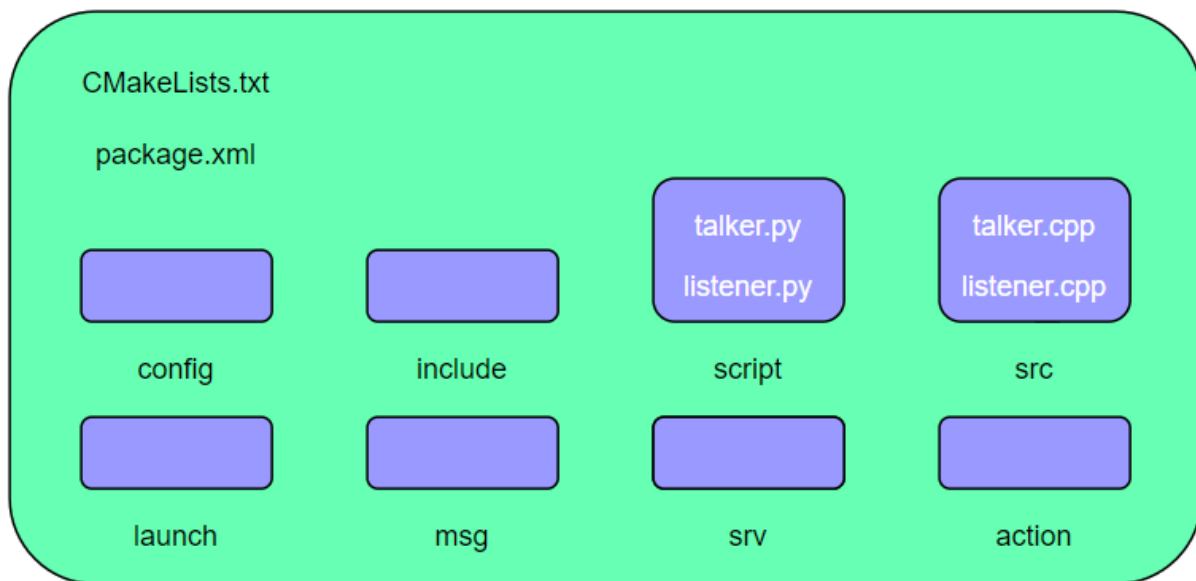 CMakeLists.txt
package.xml
talker.py
listener.py
talker.cpp
listener.cpp
config
include
script
src
launch
msg
srv
action